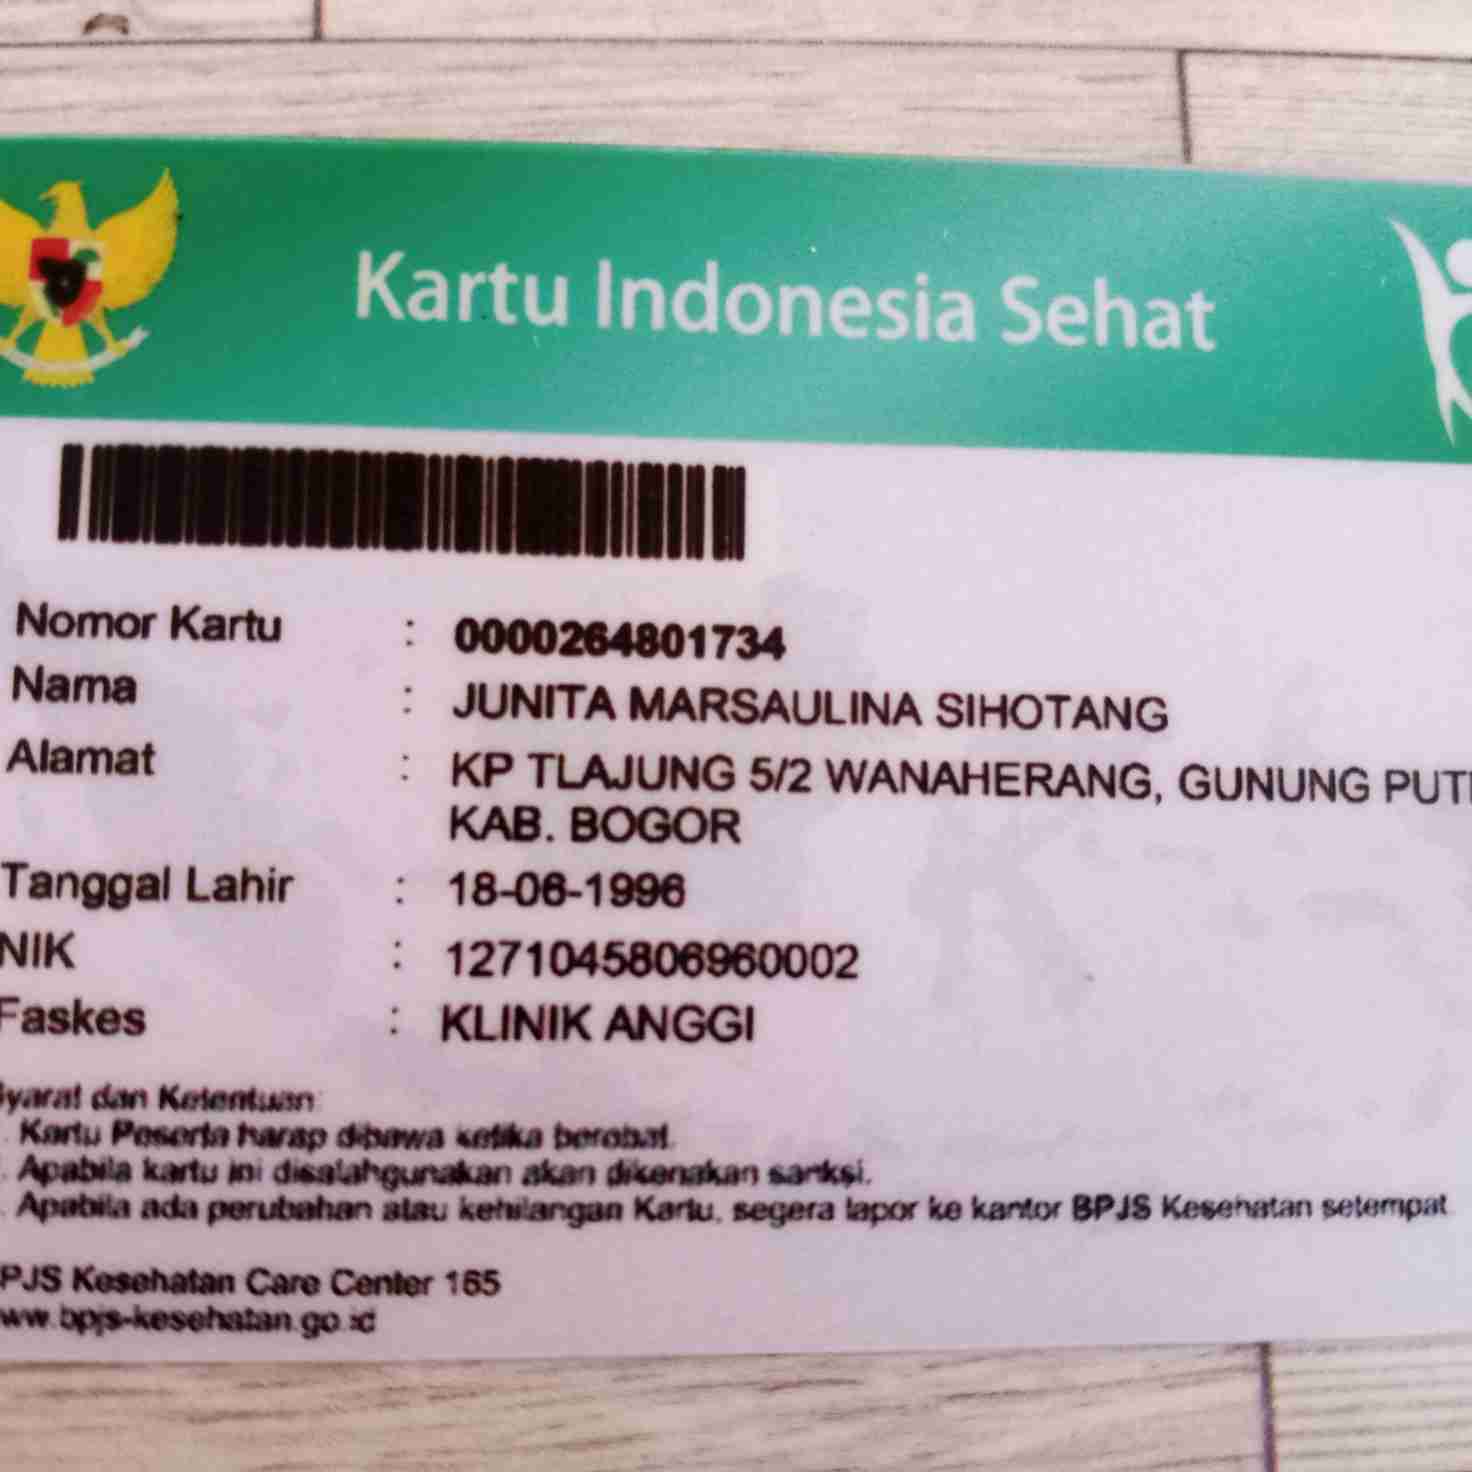 Kartu Indonesia Sehat
Nomor Kartu : 0000264801734
Nama : JUNITA MARSAULINA SIHOTANG
Alamat : KP TLAJUNG 5/2 WANAHERANG, GUNUNG PUT
KAB. BOGOR
Tanggal Lahir : 18-06-1996
NIK : 1271045806960002
Faskes : KLINIK ANGGI
Syarat dan Ketentuan:
Kartu Peserta harap dibawa ketika berobat.
Apabila kartu ini disalahgunakan akan dikenakan sanksi.
Apabila ada perubahan atau kehilangan Kartu, segera lapor ke kantor BPJS Kesehatan setempat
PJS Kesehatan Care Center 165
ww.bpjs-kesehatan.go.id